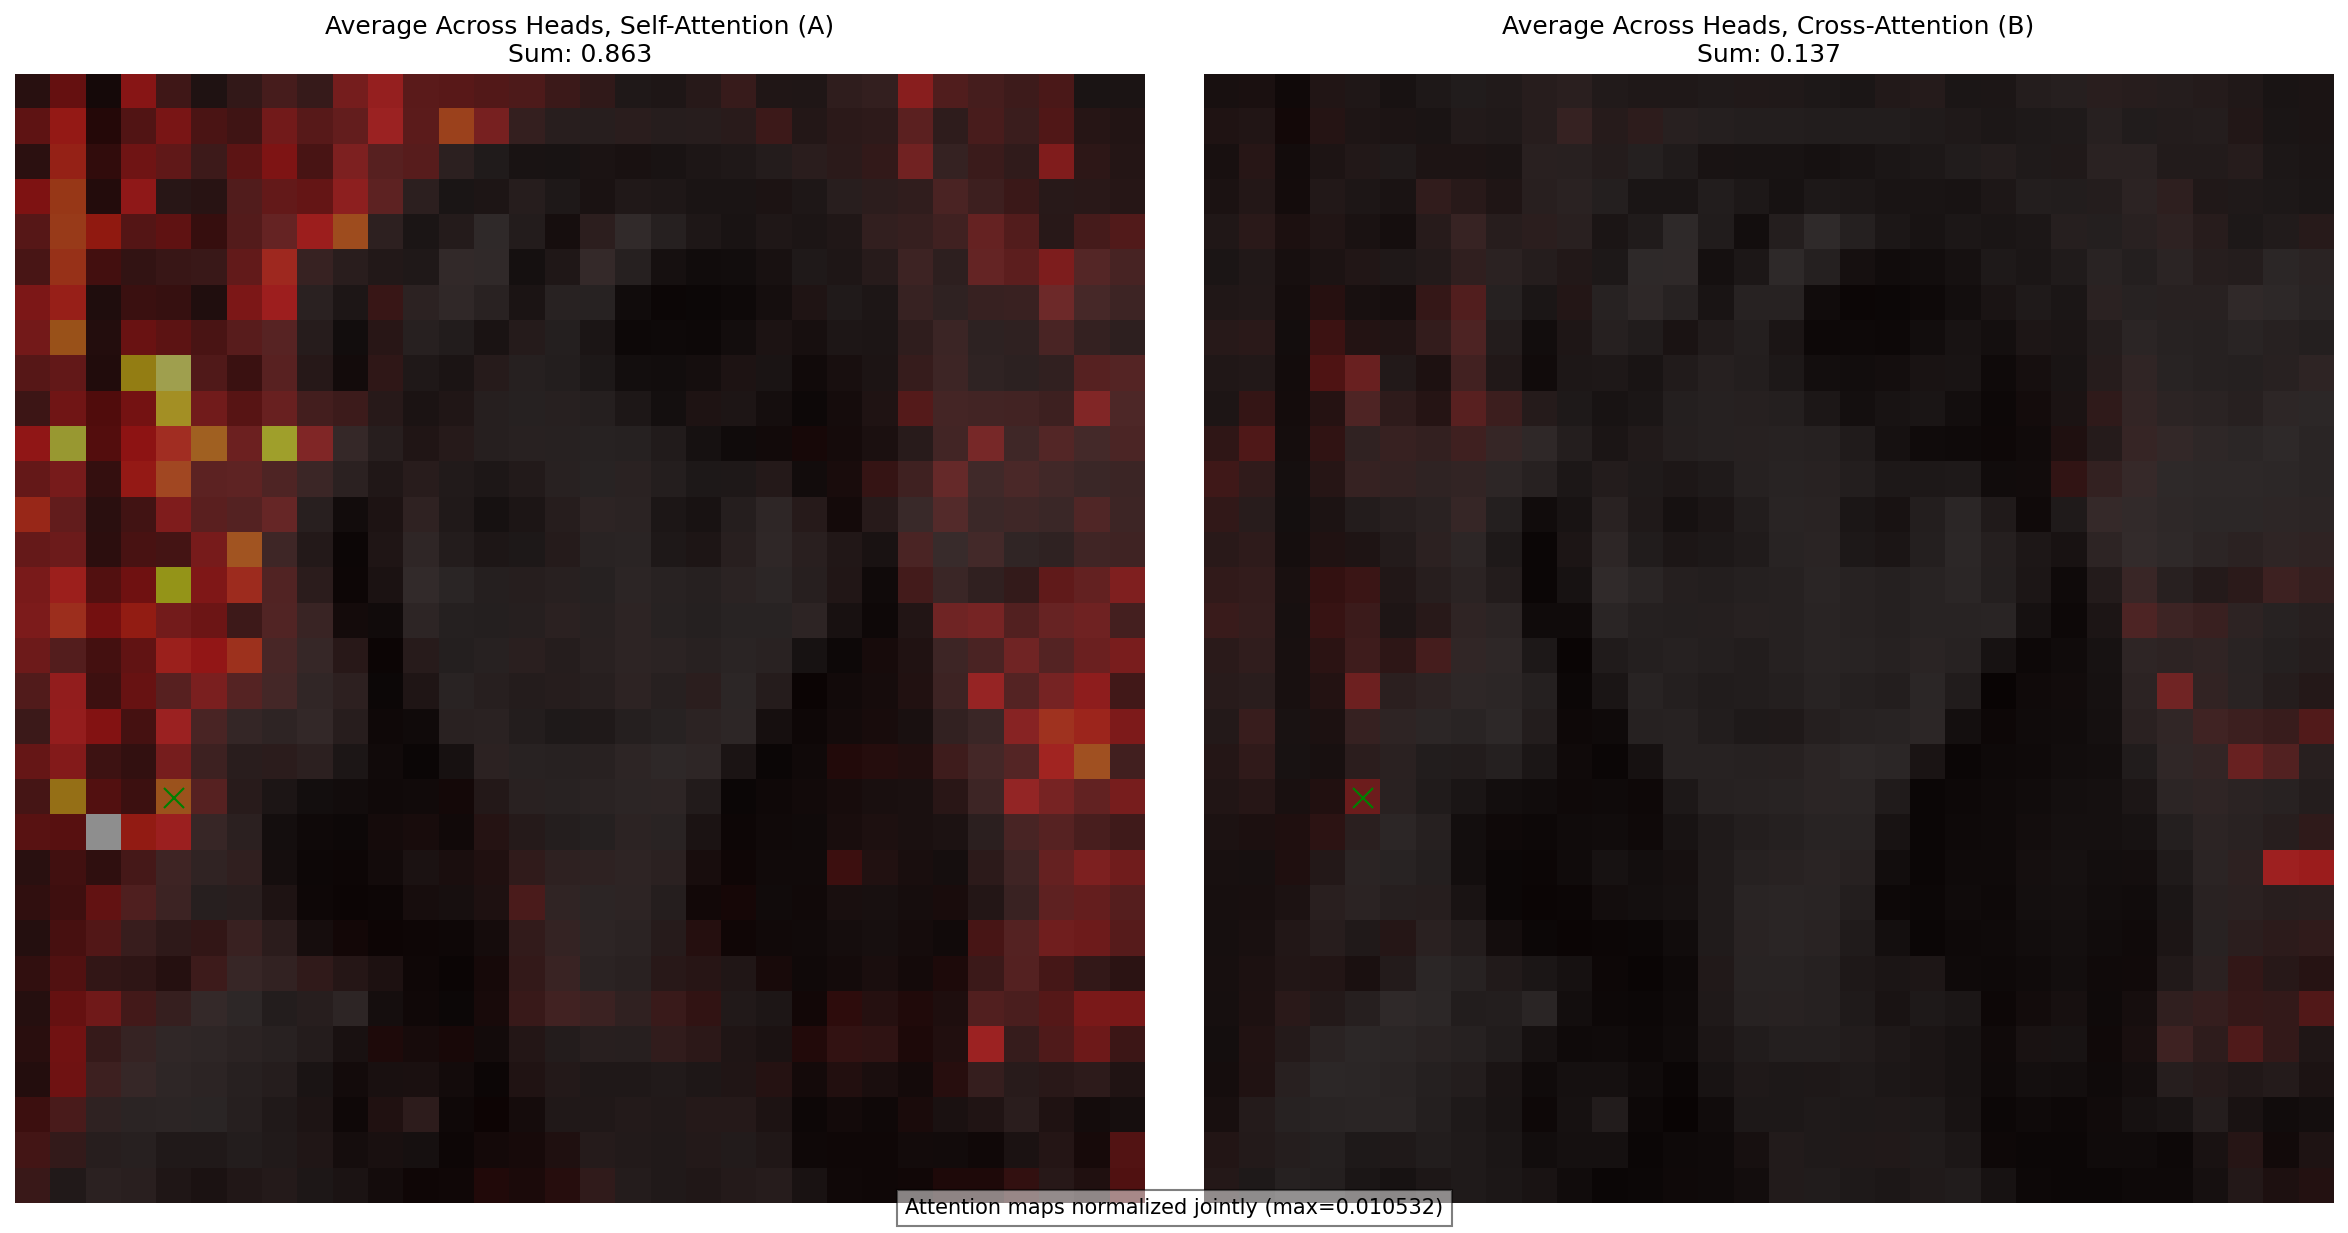 Average Across Heads, Self-Attention (A)
Sum: 0.863
Average Across Heads, Cross-Attention (B)
Sum: 0.137
Attention maps normalized jointly (max=0.010532)